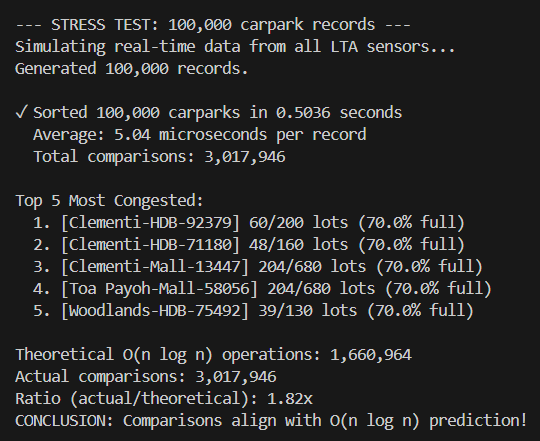 --- STRESS TEST: 100,000 carpark records ---
Simulating real-time data from all LTA sensors...
Generated 100,000 records.
✓ Sorted 100,000 carparks in 0.5036 seconds
Average: 5.04 microseconds per record
Total comparisons: 3,017,946
Top 5 Most Congested:
1. [Clementi-HDB-92379] 60/200 lots (70.0% full)
2. [Clementi-HDB-71180] 48/160 lots (70.0% full)
3. [Clementi-Mall-13447] 204/680 lots (70.0% full)
4. [Toa Payoh-Mall-58056] 204/680 lots (70.0% full)
5. [Woodlands-HDB-75492] 39/130 lots (70.0% full)
Theoretical O(n log n) operations: 1,660,964
Actual comparisons: 3,017,946
Ratio (actual/theoretical): 1.82x
CONCLUSION: Comparisons align with O(n log n) prediction!